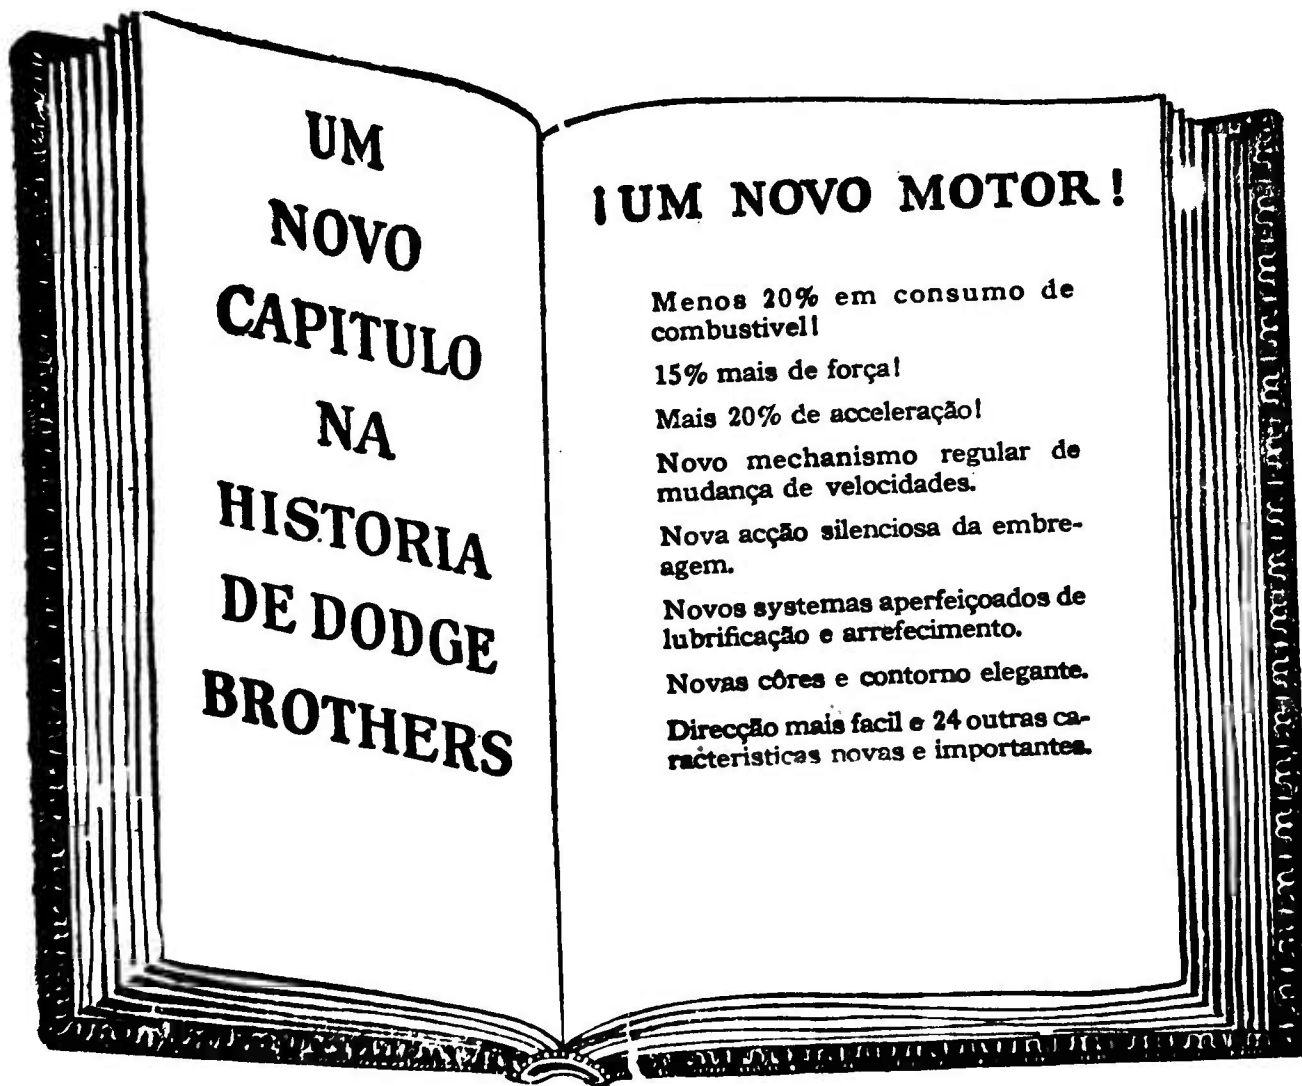 UM
NOVO
CAPITULO
NA
HISTORIA
DE DODGE
BROTHERS
¡UM NOVO MOTOR!
Menos 20% em consumo de
combustivel!
15% mais de força!
Mais 20% de acceleração!
Novo mechanismo regular de
mudança de velocidades.
Nova acção silenciosa da embre-
agem.
Novos systemas aperfeiçoados de
lubrificação e arrefecimento.
Novas côres e contorno elegante.
Direcção mais facil e 24 outras ca-
racteristicas novas e importantes.